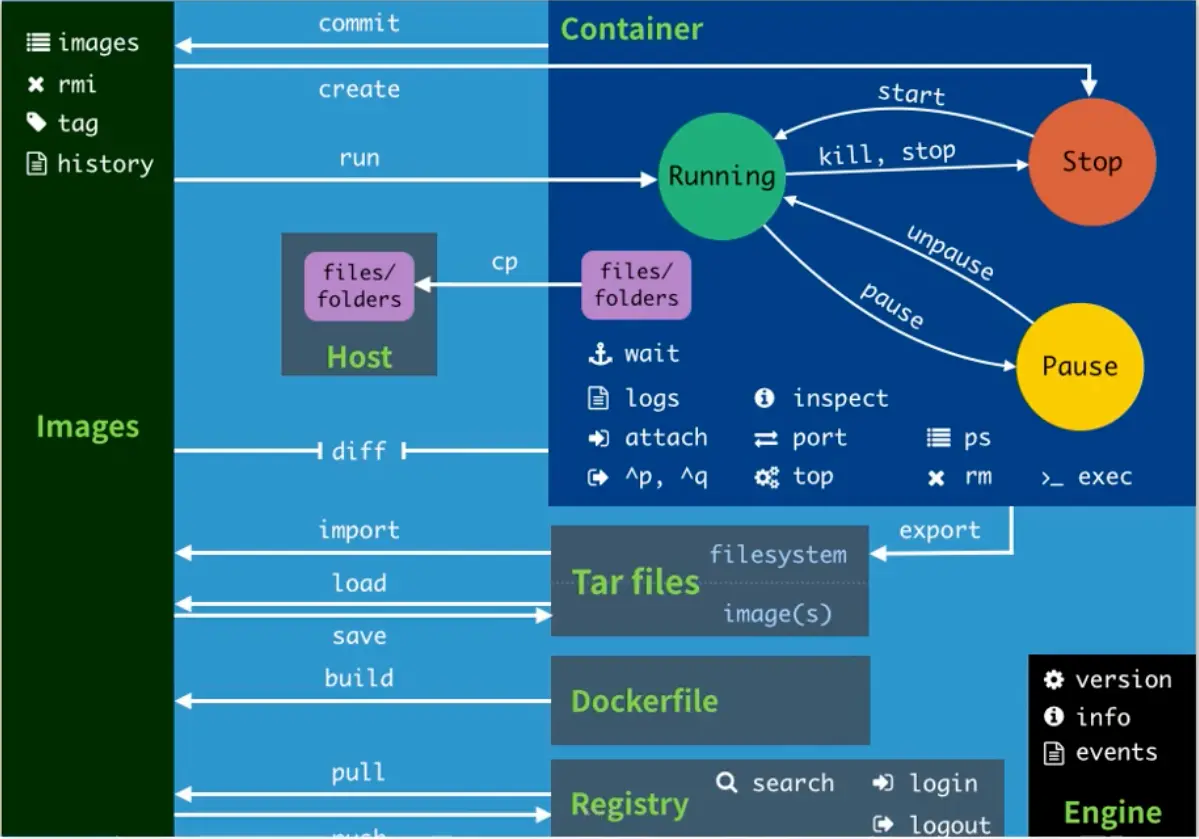 images
rmi
tag
history
Images
commit
create
run
Container
start
kill, stop
Running
Stop
unpause
pause
Pause
files/
folders
Host
cp
files/
folders
wait
logs
inspect
attach
port
ps
^p, ^q
top
rm
>_ exec
diff
import
export
load
save
Tar files
filesystem
image(s)
build
Dockerfile
pull
push
Registry
search
login
logout
version
info
events
Engine